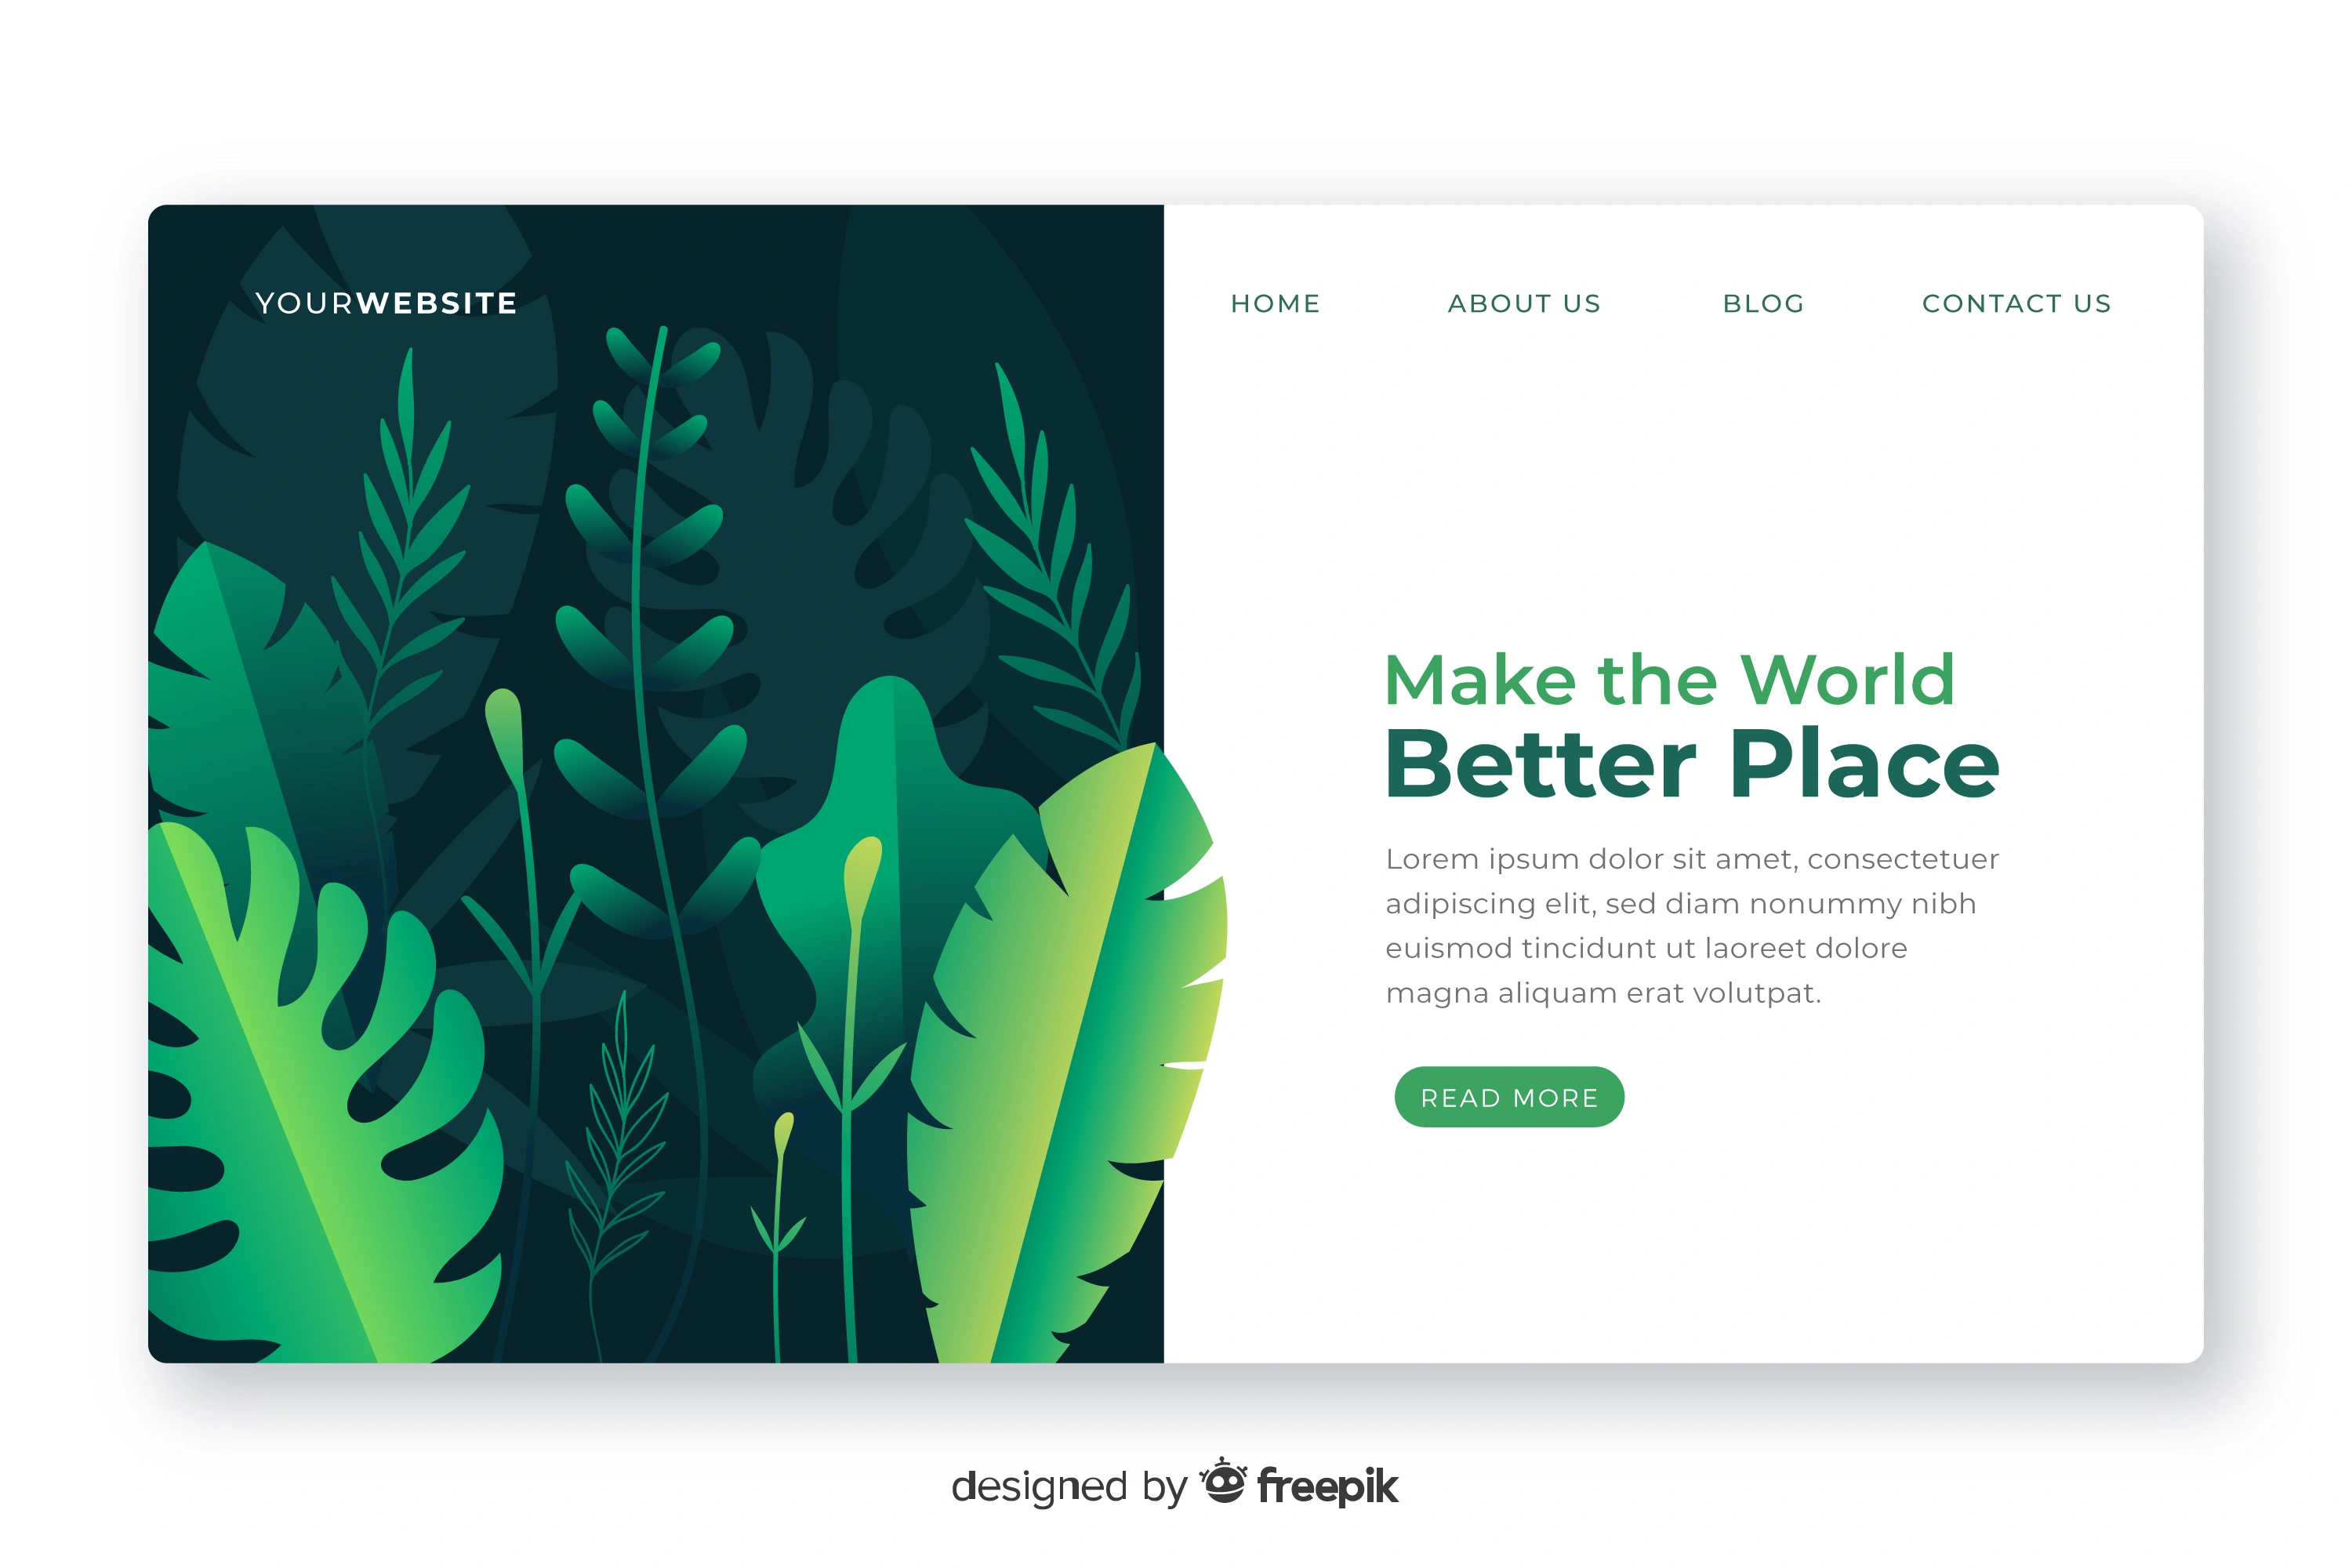 YOURWEBSITE
HOME ABOUT US BLOG CONTACT US
Make the World
Better Place
Lorem ipsum dolor sit amet, consectetuer
adipiscing elit, sed diam nonummy nibh
euismod tincidunt ut laoreet dolore
magna aliquam erat volutpat.
READ MORE
designed by freepik